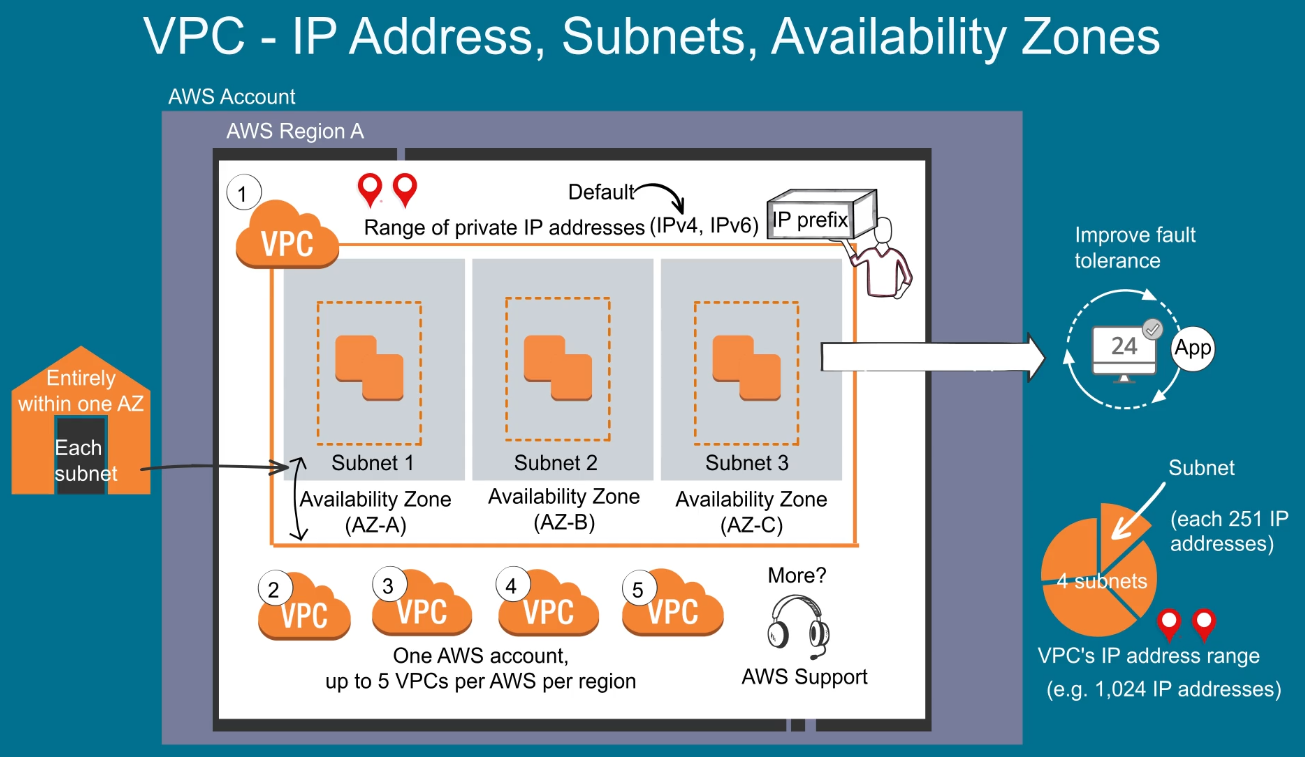 VPC - IP Address, Subnets, Availability Zones
AWS Account
AWS Region A
1
VPC
Default
Range of private IP addresses (IPv4, IPv6)
IP prefix
Improve fault
tolerance
24
App
Entirely
within one AZ
Each
subnet
Subnet 1
Subnet 2
Subnet 3
Availability Zone
(AZ-A)
Availability Zone
(AZ-B)
Availability Zone
(AZ-C)
Subnet
(each 251 IP
addresses)
4 subnets
VPC's IP address range
(e.g. 1,024 IP addresses)
2
VPC
3
VPC
4
VPC
5
VPC
One AWS account,
up to 5 VPCs per AWS per region
More?
AWS Support